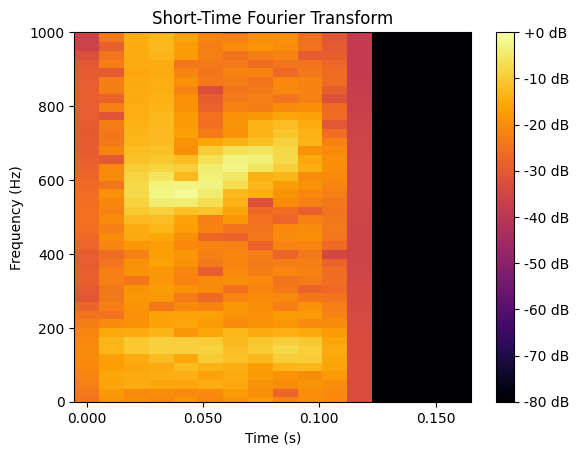 Short-Time Fourier Transform
1000
800
600
400
200
0
Frequency (Hz)
0.000
0.050
0.100
0.150
Time (s)
+0 dB
-10 dB
-20 dB
-30 dB
-40 dB
-50 dB
-60 dB
-70 dB
-80 dB